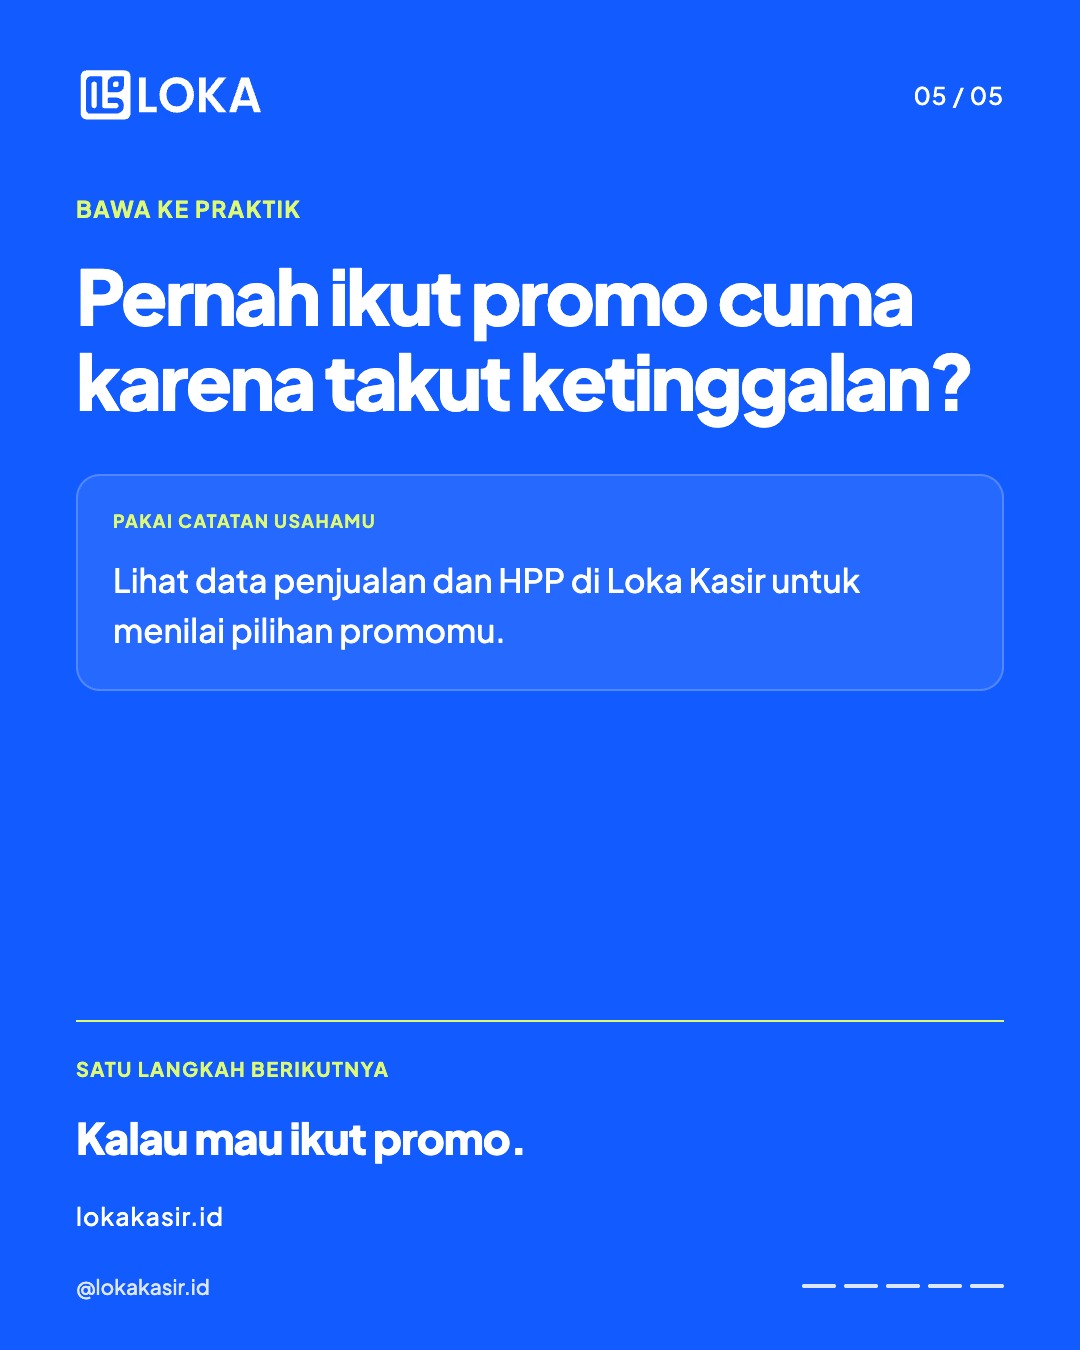 LOKA
05 / 05
BAWA KE PRAKTIK
Pernah ikut promo cuma
karena takut ketinggalan?
PAKAI CATATAN USAHAMU
Lihat data penjualan dan HPP di Loka Kasir untuk
menilai pilihan promomu.
SATU LANGKAH BERIKUTNYA
Kalau mau ikut promo.
lokakasir.id
@lokakasir.id